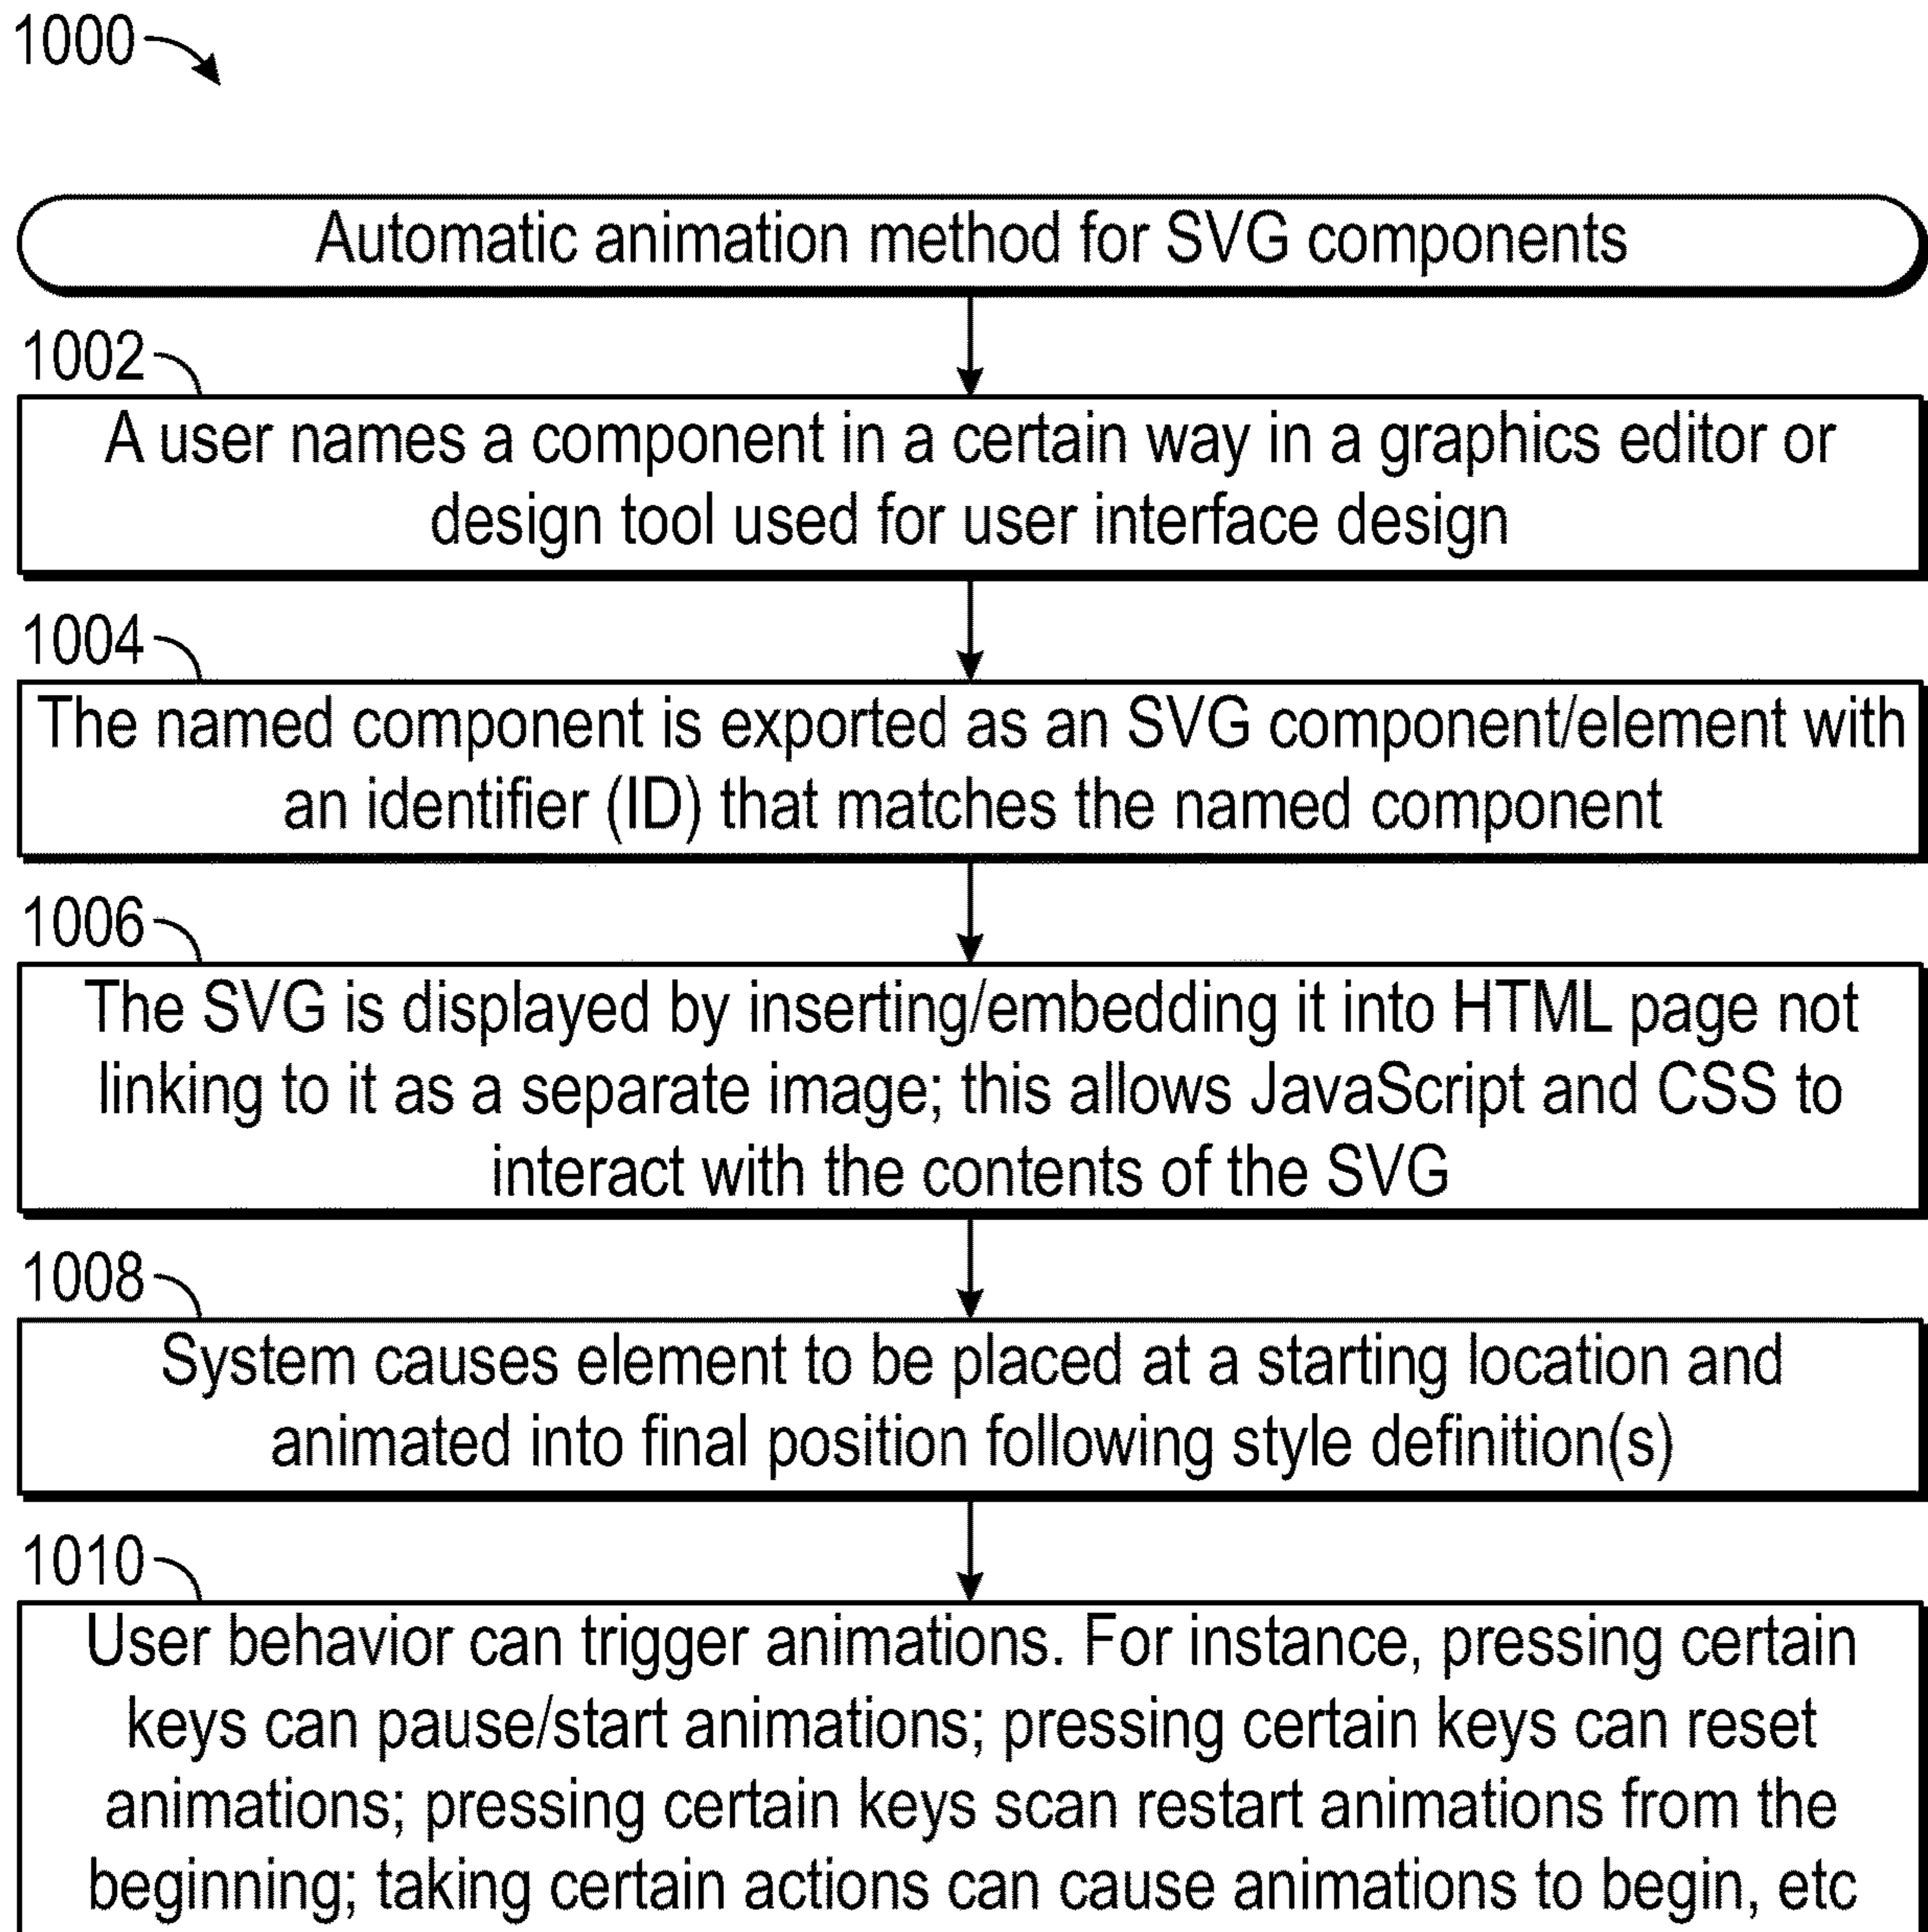 1000
Automatic animation method for SVG components
1002
A user names a component in a certain way in a graphics editor or
design tool used for user interface design
1004
The named component is exported as an SVG component/element with
an identifier (ID) that matches the named component
1006
The SVG is displayed by inserting/embedding it into HTML page not
linking to it as a separate image; this allows JavaScript and CSS to
interact with the contents of the SVG
1008
System causes element to be placed at a starting location and
animated into final position following style definition(s)
1010
User behavior can trigger animations. For instance, pressing certain
keys can pause/start animations; pressing certain keys can reset
animations; pressing certain keys scan restart animations from the
beginning; taking certain actions can cause animations to begin, etc